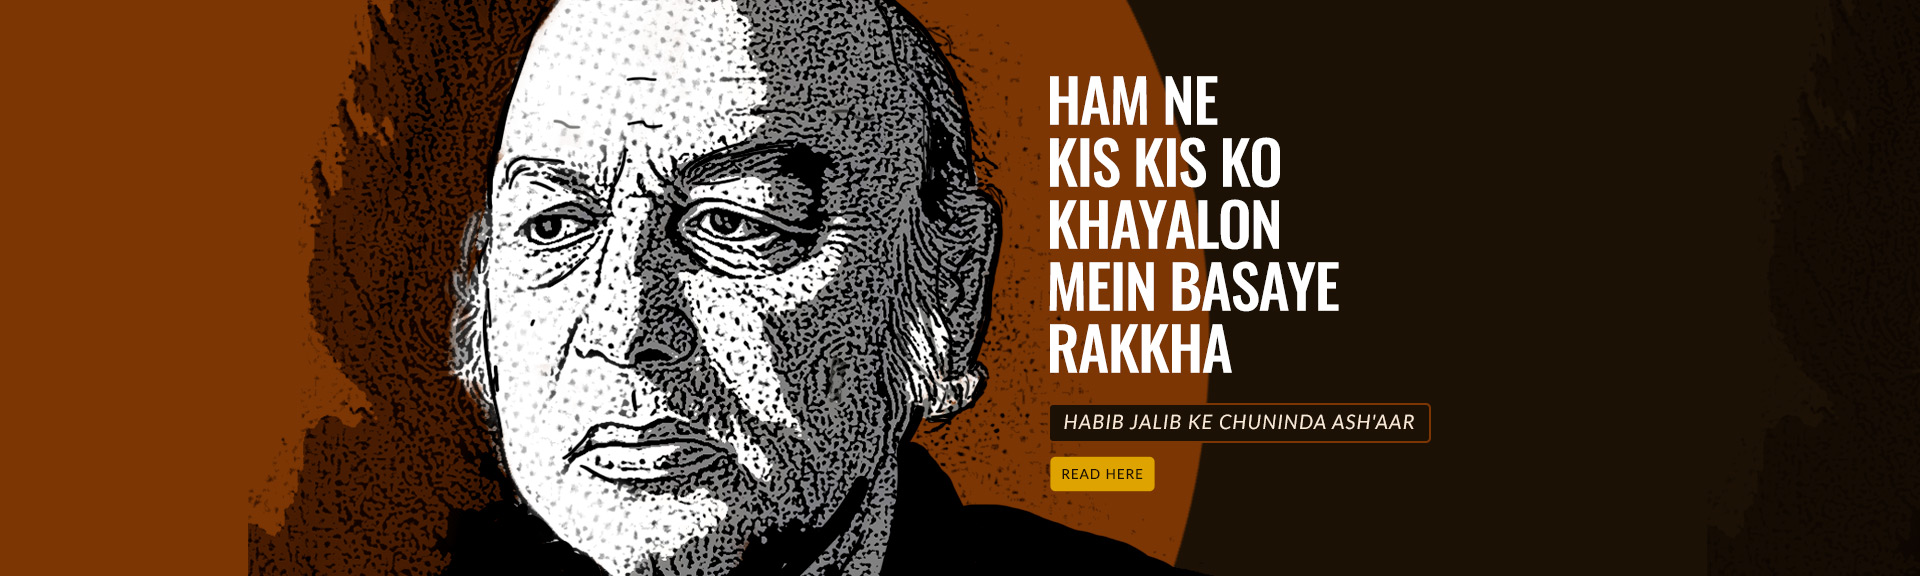 HAM NE
KIS KIS KO
KHAYALON
MEIN BASAYE
RAKKHA
HABIB JALIB KE CHUNINDA ASH'AAR
READ HERE